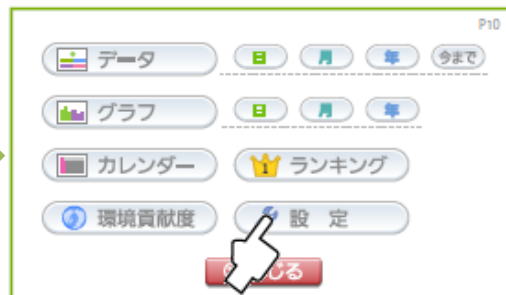 P10
データ 日 月 年 今まで
グラフ 日 月 年
カレンダー 1 ランキング
環境貢献度 設 定
じる